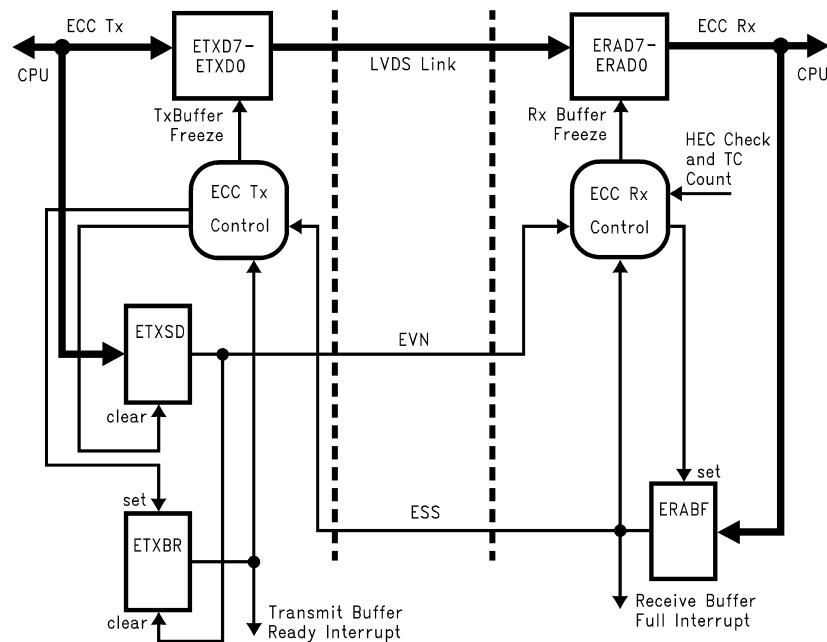 ECC Tx
CPU
ETXD7-
ETXD0
LVDS Link
ERAD7-
ERAD0
ECC Rx
CPU
TxBuffer
Freeze
Rx Buffer
Freeze
HEC Check
and TC
Count
ECC Tx
Control
ECC Rx
Control
ETXSD
EVN
clear
set
ETXBR
clear
ESS
set
ERABF
Transmit Buffer
Ready Interrupt
Receive Buffer
Full Interrupt